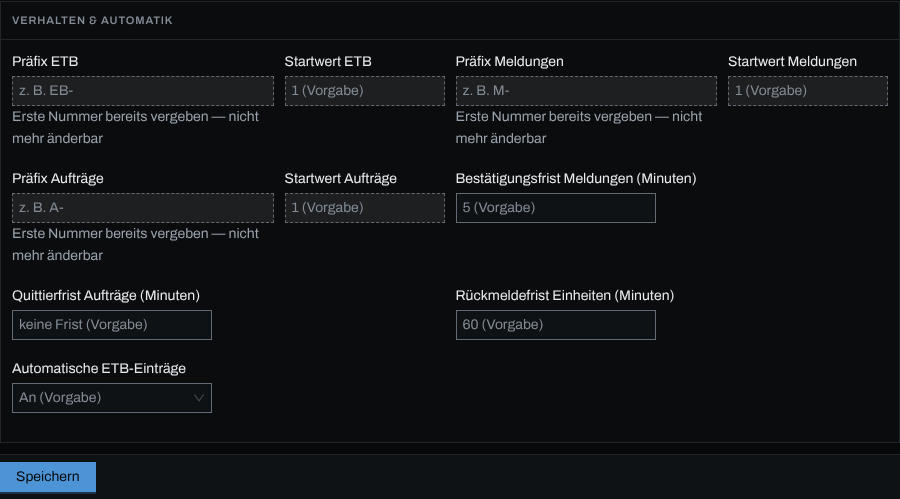 VERHALTEN & AUTOMATIK
Präfix ETB
Startwert ETB
Präfix Meldungen
Startwert Meldungen
z. B. EB-
1 (Vorgabe)
z. B. M-
1 (Vorgabe)
Erste Nummer bereits vergeben — nicht
mehr änderbar
Erste Nummer bereits vergeben — nicht
mehr änderbar
Präfix Aufträge
Startwert Aufträge
Bestätigungsfrist Meldungen (Minuten)
z. B. A-
1 (Vorgabe)
5 (Vorgabe)
Erste Nummer bereits vergeben — nicht
mehr änderbar
Quittierfrist Aufträge (Minuten)
Rückmeldefrist Einheiten (Minuten)
keine Frist (Vorgabe)
60 (Vorgabe)
Automatische ETB-Einträge
An (Vorgabe)
Speichern